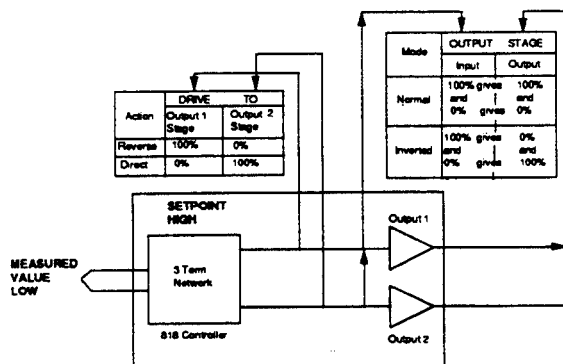 Mode
OUTPUT STAGE
Input Output
Normal
100% gives 100%
and and
0% gives 0%
Inverted
100% gives 0%
and and
0% gives 100%
DRIVE TO
Action
Output 1 Stage
Output 2 Stage
Reverse 100% 0%
Direct 0% 100%
SETPOINT
HIGH
Output 1
MEASURED
VALUE
LOW
3 Term
Network
818 Controller
Output 2